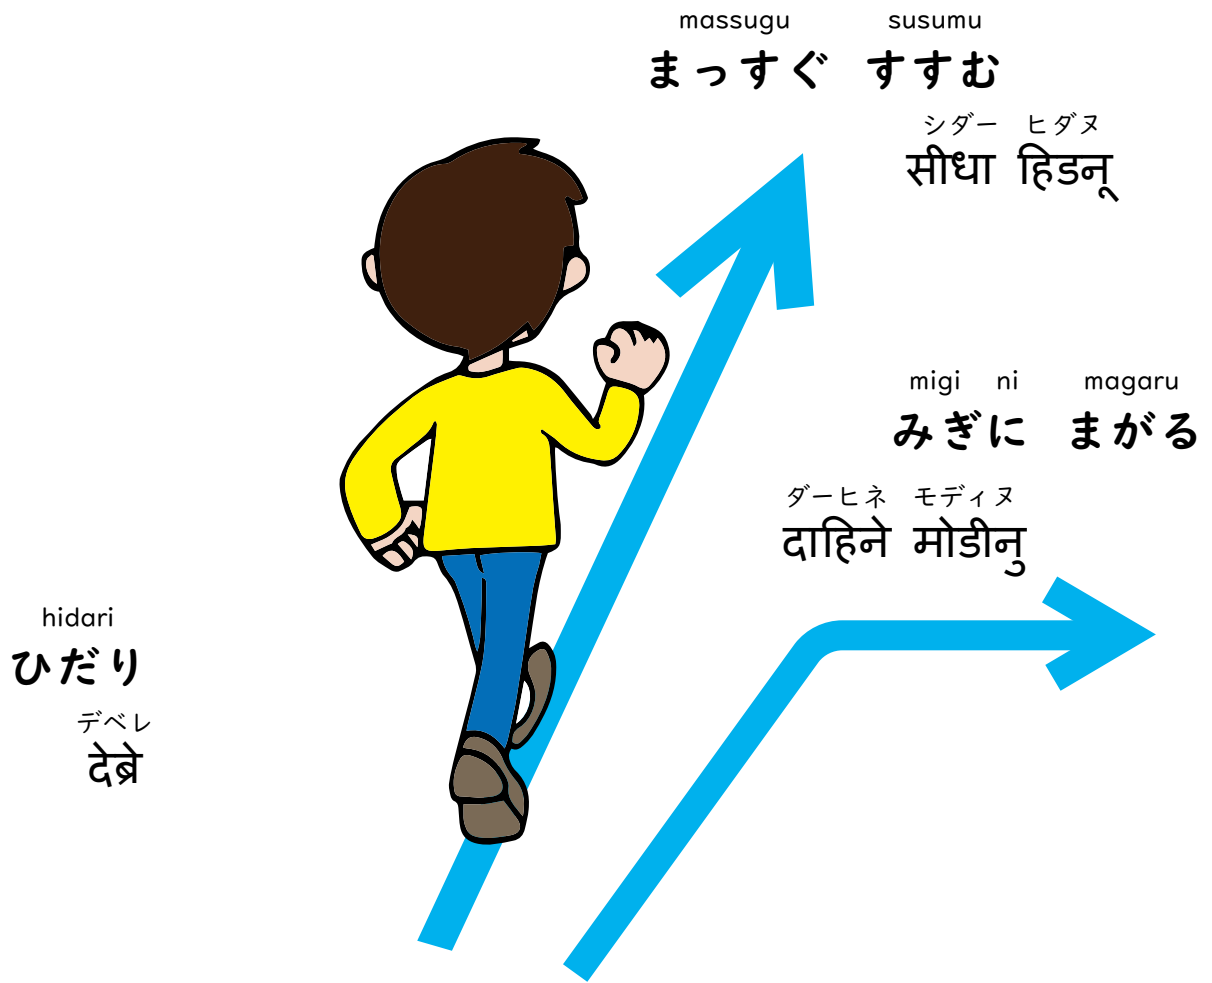 massugu susumu
まっすぐ すすむ
シダー ヒダヌ
सीधा हिडनू
migi ni magaru
みぎに まがる
ダーヒネ モディヌ
दाहिने मोडीनु
hidari
ひだり
デベレ
देब्रे